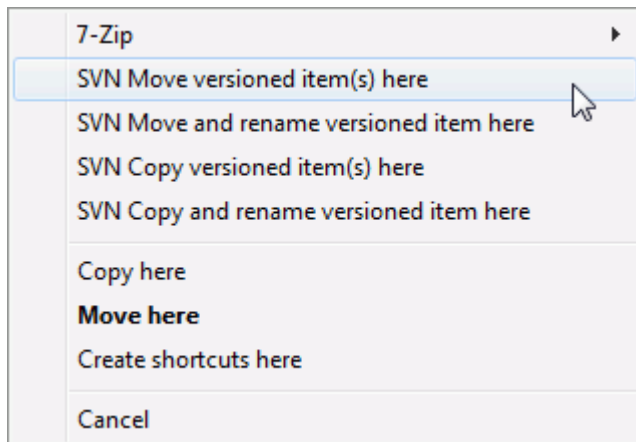 7-Zip
SVN Move versioned item(s) here
SVN Move and rename versioned item here
SVN Copy versioned item(s) here
SVN Copy and rename versioned item here
Copy here
Move here
Create shortcuts here
Cancel